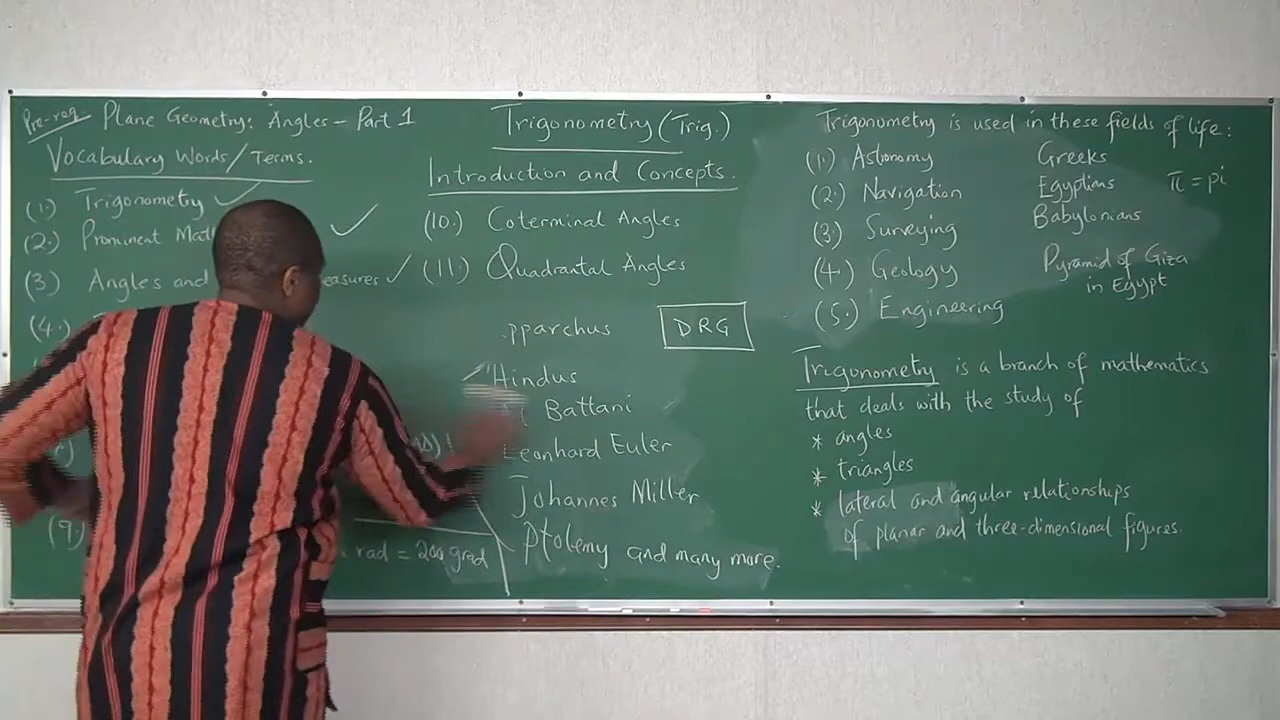 Pre-req Plane Geometry: Angles – Part 1
Vocabulary Words/Terms.
(1) Trigonometry ✓
(2.) Prominent ✓
(3) Angles and easures ✓
(4.)
(9.)
rad = 200 grad
Trigonometry (Trig.)
Introduction and Concepts.
(10.) Coterminal Angles
(11.) Quadrantal Angles
pparchus
DRG
Hindus
Battani
Leonhard Euler
Johannes Miller
Ptolemy and many more.
Trigonometry is used in these fields of life:
(1.) Astronomy
(2.) Navigation
(3.) Surveying
(4.) Geology
(5.) Engineering
Greeks
Egyptians
Babylonians
π = pi
Pyramid of Giza
in Egypt
Trigonometry is a branch of mathematics
that deals with the study of
* angles
* triangles
* lateral and angular relationships
of planar and three-dimensional figures.